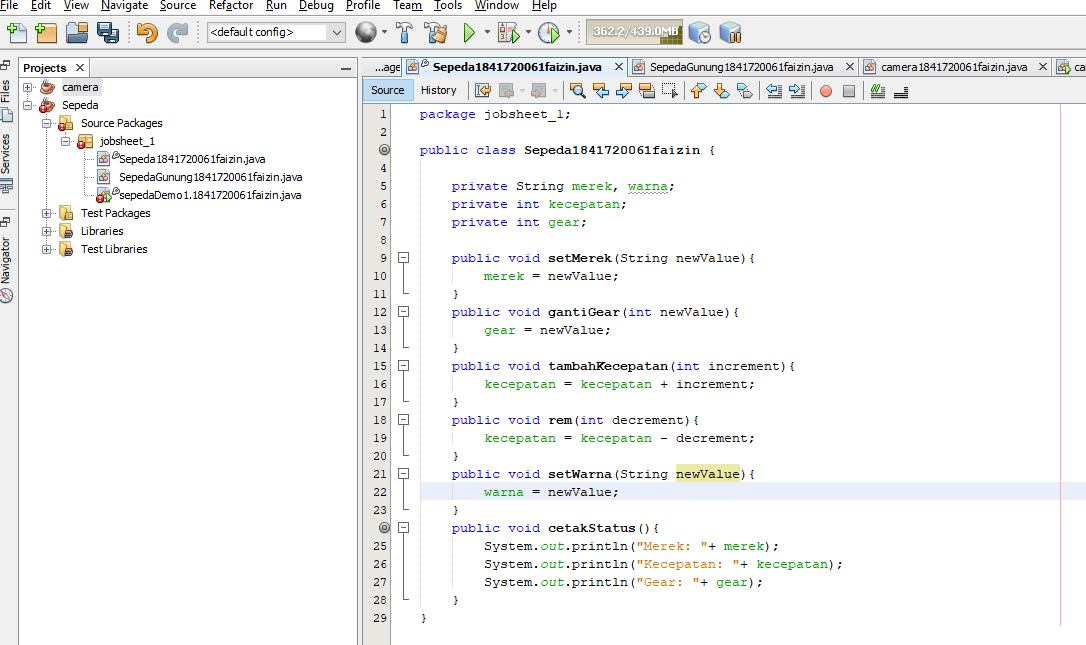 File Edit View Navigate Source Refactor Run Debug Profile Team Tools Window Help
<default config> 362.2/439.0MB
Projects
Files
Services
Navigator
camera
Sepeda
Source Packages
jobsheet_1
Sepeda1841720061faizin.java
SepedaGunung1841720061faizin.java
sepedaDemo1.1841720061faizin.java
Test Packages
Libraries
Test Libraries
...age Sepeda1841720061faizin.java SepedaGunung1841720061faizin.java camera1841720061faizin.java ca
Source History
1 package jobsheet_1;
2
public class Sepeda1841720061faizin {
4
5 private String merek, warna;
6 private int kecepatan;
7 private int gear;
8
9 public void setMerek(String newValue){
10 merek = newValue;
11 }
12 public void gantiGear(int newValue){
13 gear = newValue;
14 }
15 public void tambahKecepatan(int increment){
16 kecepatan = kecepatan + increment;
17 }
18 public void rem(int decrement){
19 kecepatan = kecepatan - decrement;
20 }
21 public void setWarna(String newValue){
22 warna = newValue;
23 }
public void cetakStatus(){
25 System.out.println("Merek: "+ merek);
26 System.out.println("Kecepatan: "+ kecepatan);
27 System.out.println("Gear: "+ gear);
28 }
29 }